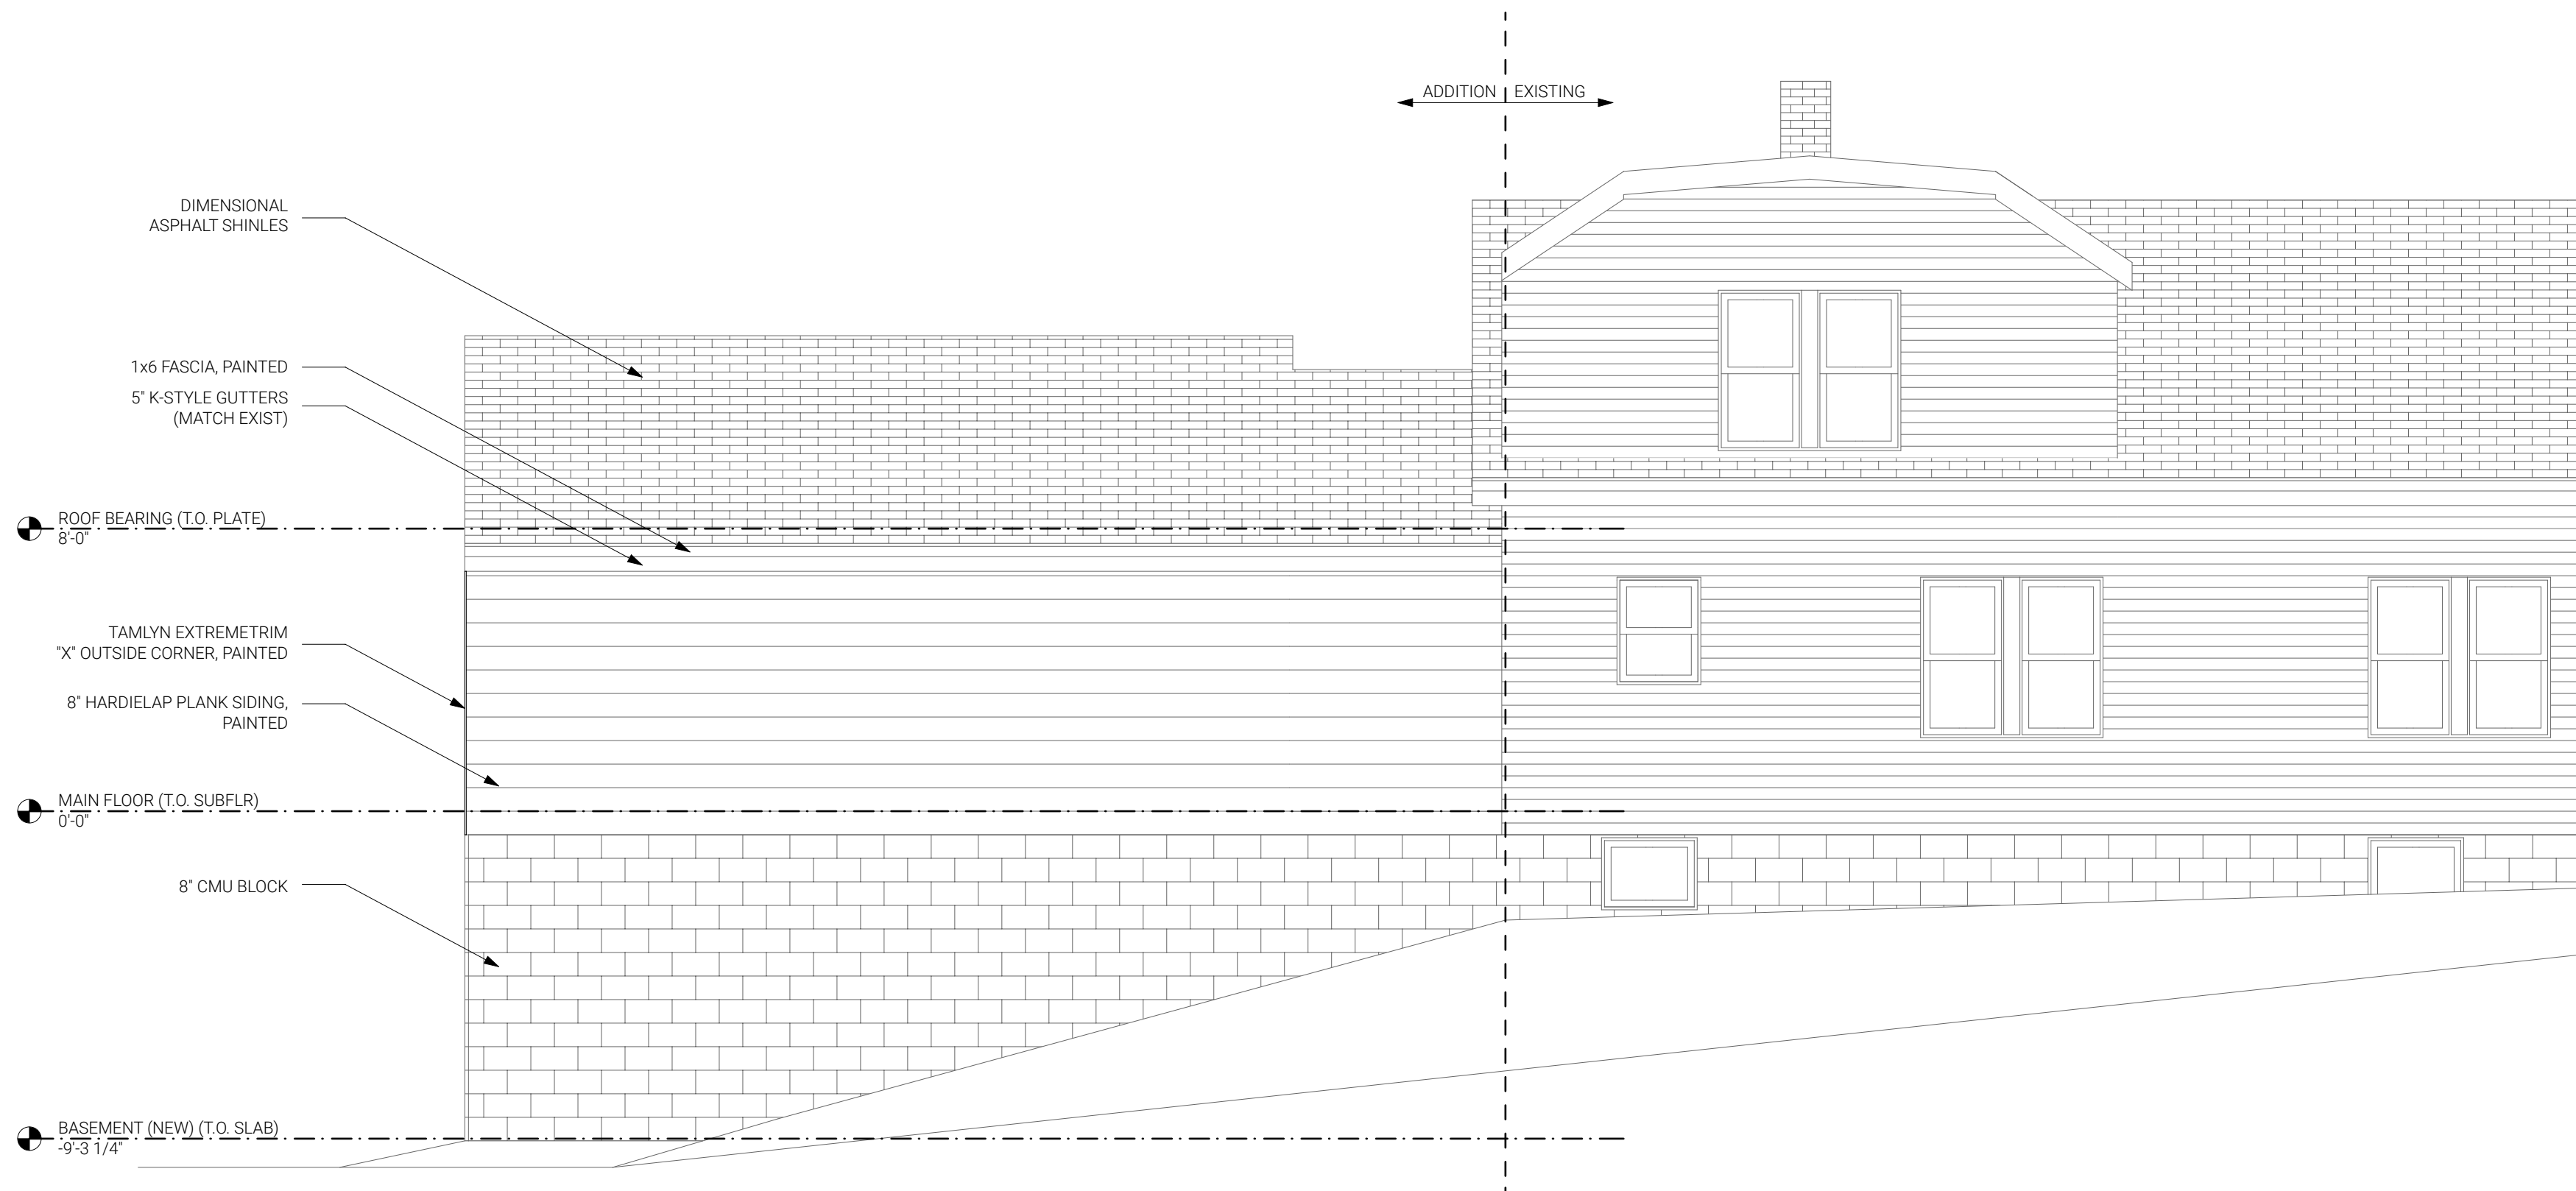 ADDITION EXISTING
DIMENSIONAL
ASPHALT SHINLES
1x6 FASCIA, PAINTED
5" K-STYLE GUTTERS
(MATCH EXIST)
ROOF BEARING (T.O. PLATE)
8'-0"
TAMLYN EXTREMETRIM
"X" OUTSIDE CORNER, PAINTED
8" HARDIELAP PLANK SIDING,
PAINTED
MAIN FLOOR (T.O. SUBFLR)
0'-0"
8" CMU BLOCK
BASEMENT (NEW) (T.O. SLAB)
-9'-3 1/4"